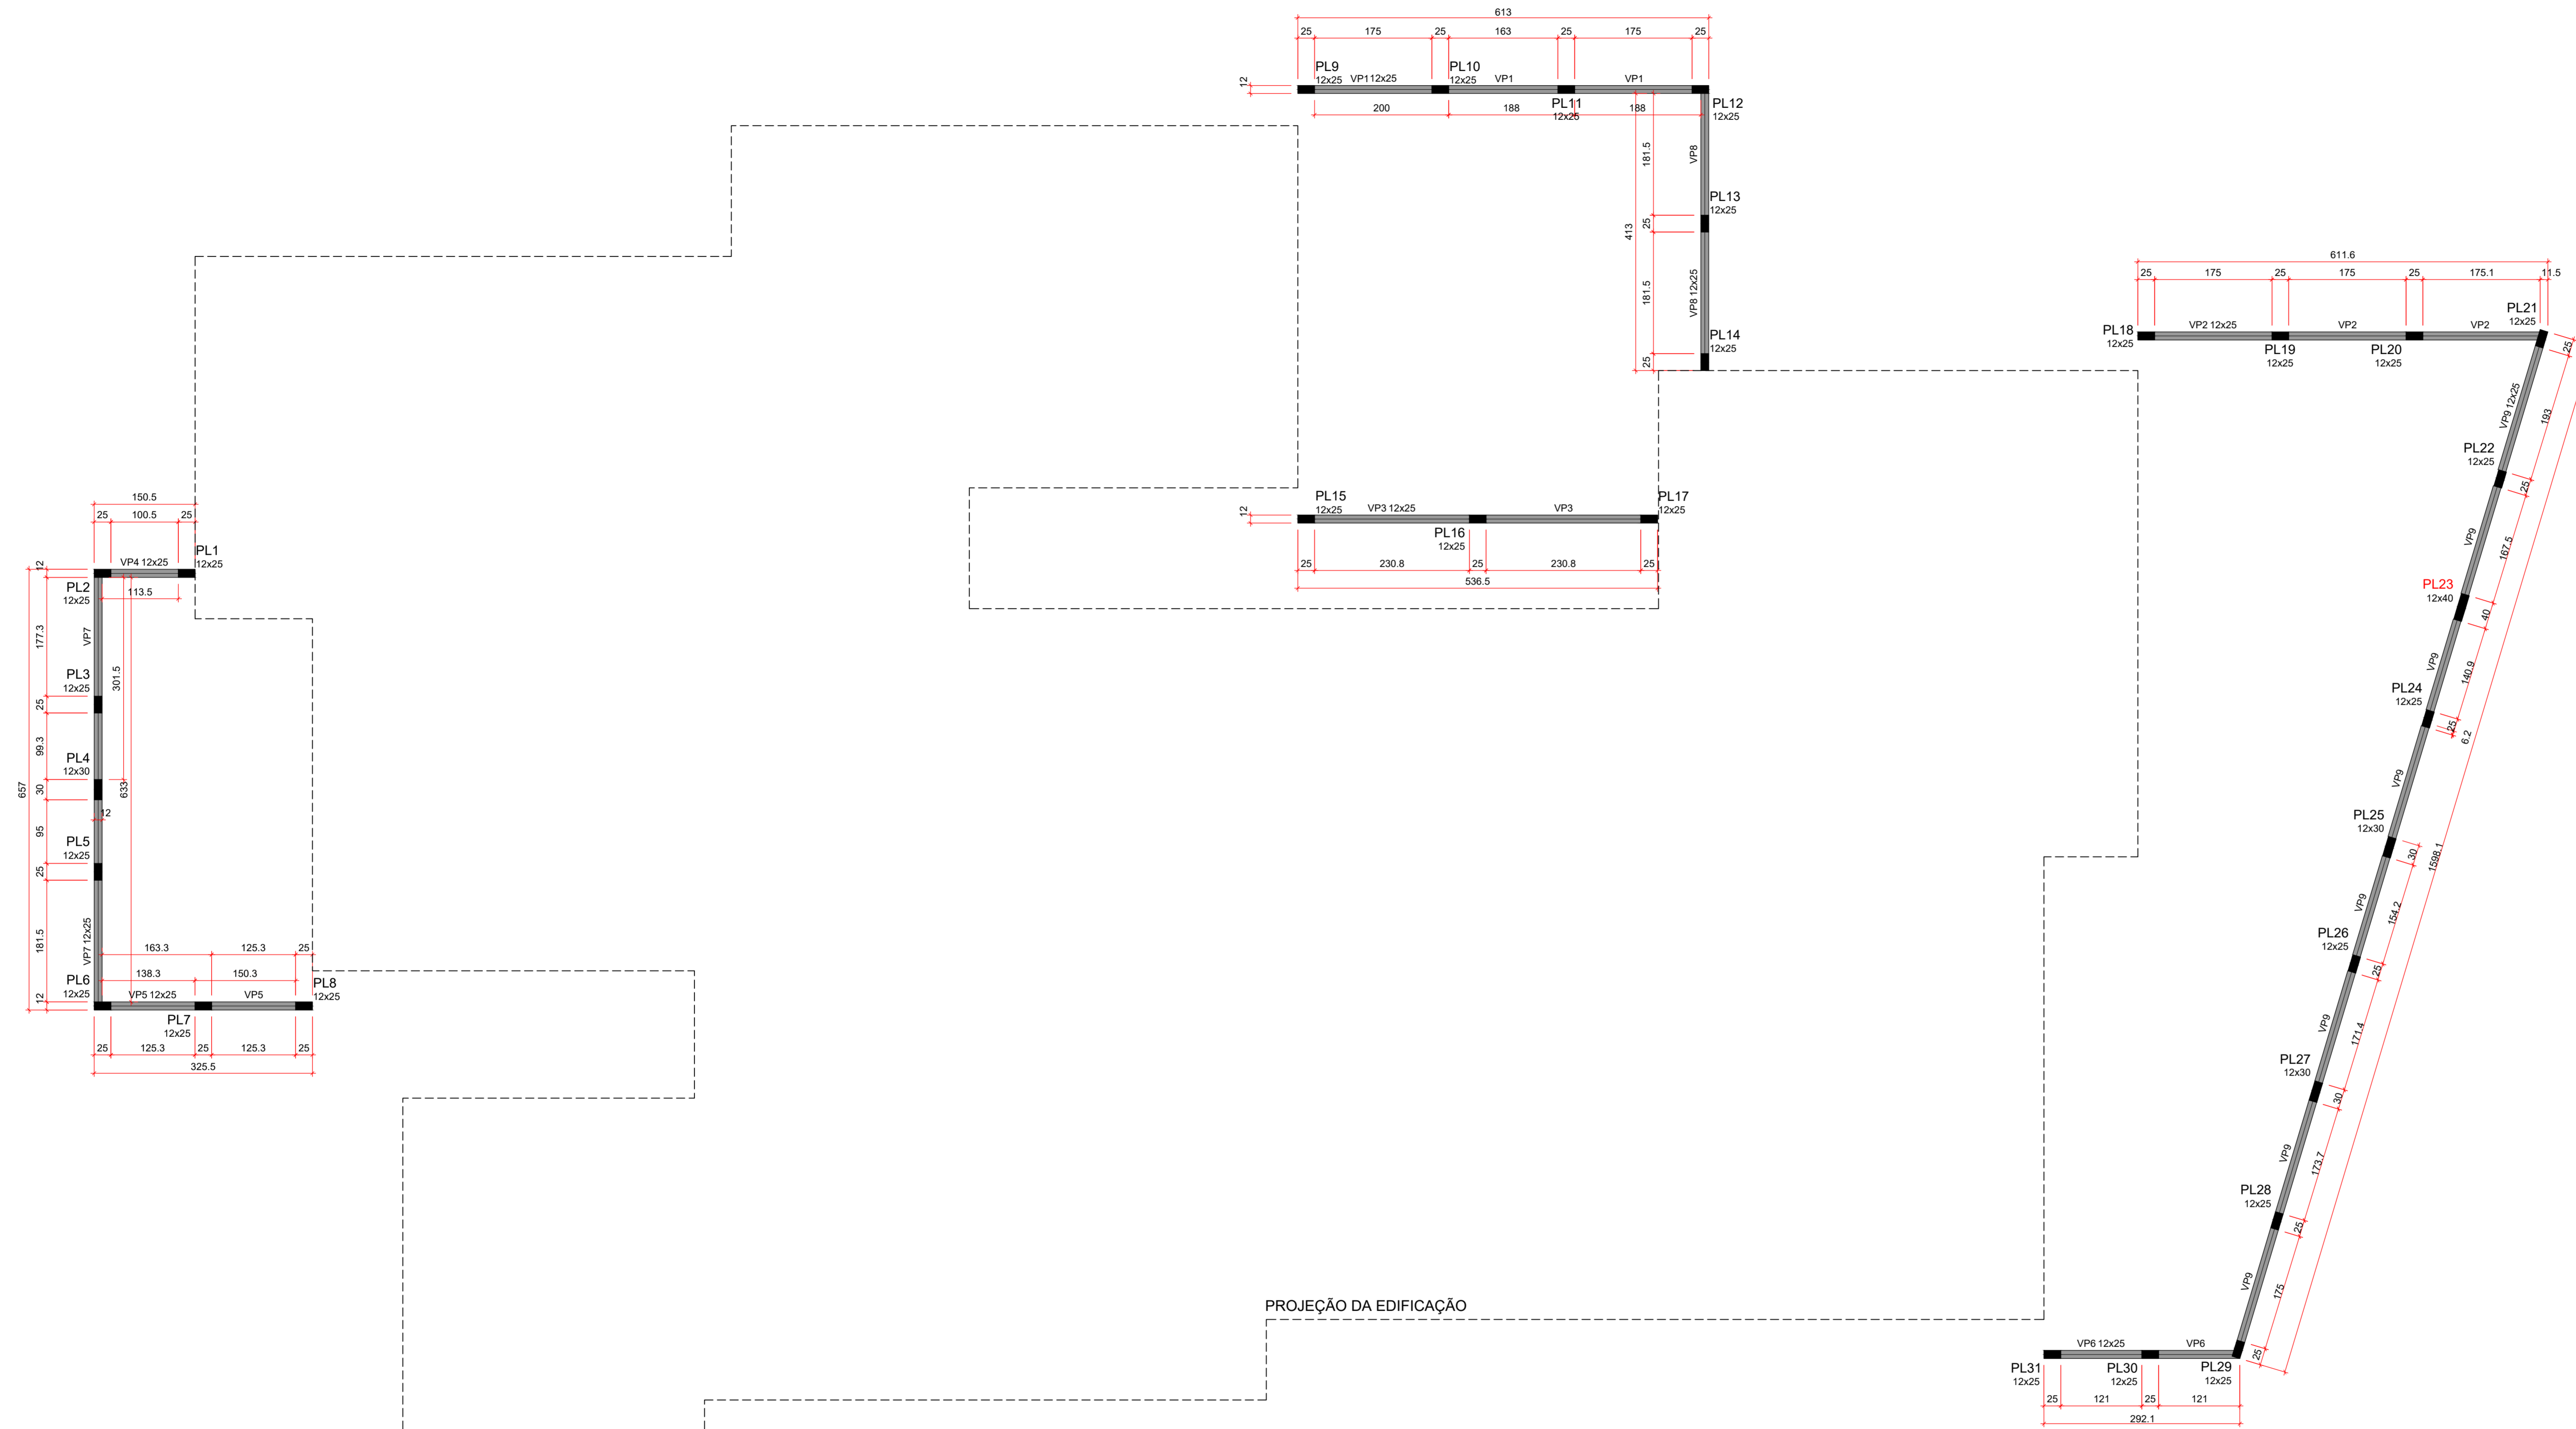 613
25 175 25 163 25 175 25
PL9
12x25
VP1 12x25
PL10
12x25
VP1
VP1
12
200
188
PL11
12x25
188
PL12
12x25
181.5
VP8
PL13
12x25
25
413
181.5
VP8 12x25
PL14
12x25
25
611.6
25 175 25 175 25 175.1 11.5
PL18
12x25
VP2 12x25
VP2
VP2
PL21
12x25
PL19
12x25
PL20
12x25
25
VP9 12x25
193
PL22
12x25
25
VP9
167.5
PL23
12x40
40
VP9
140.9
PL24
12x25
25
6.2
VP9
PL25
12x30
30
1598.1
VP9
154.2
PL26
12x25
25
VP9
171.4
PL27
12x30
30
VP9
173.7
PL28
12x25
25
VP9
175
25
PL15
12x25
VP3 12x25
VP3
PL17
12x25
12
PL16
12x25
25 230.8 25 230.8 25
536.5
150.5
25 100.5 25
PL1
12x25
VP4 12x25
12
PL2
12x25
113.5
VP7
177.3
301.5
PL3
12x25
25
99.3
PL4
12x30
657
30
633
12
95
PL5
12x25
25
181.5
VP7 12x25
163.3 125.3 25
138.3 150.3
PL6
12x25
12
VP5 12x25
VP5
PL8
12x25
PL7
12x25
25 125.3 25 125.3 25
325.5
PROJEÇÃO DA EDIFICAÇÃO
VP6 12x25
VP6
PL31
12x25
PL30
12x25
PL29
12x25
25 121 25 121
292.1